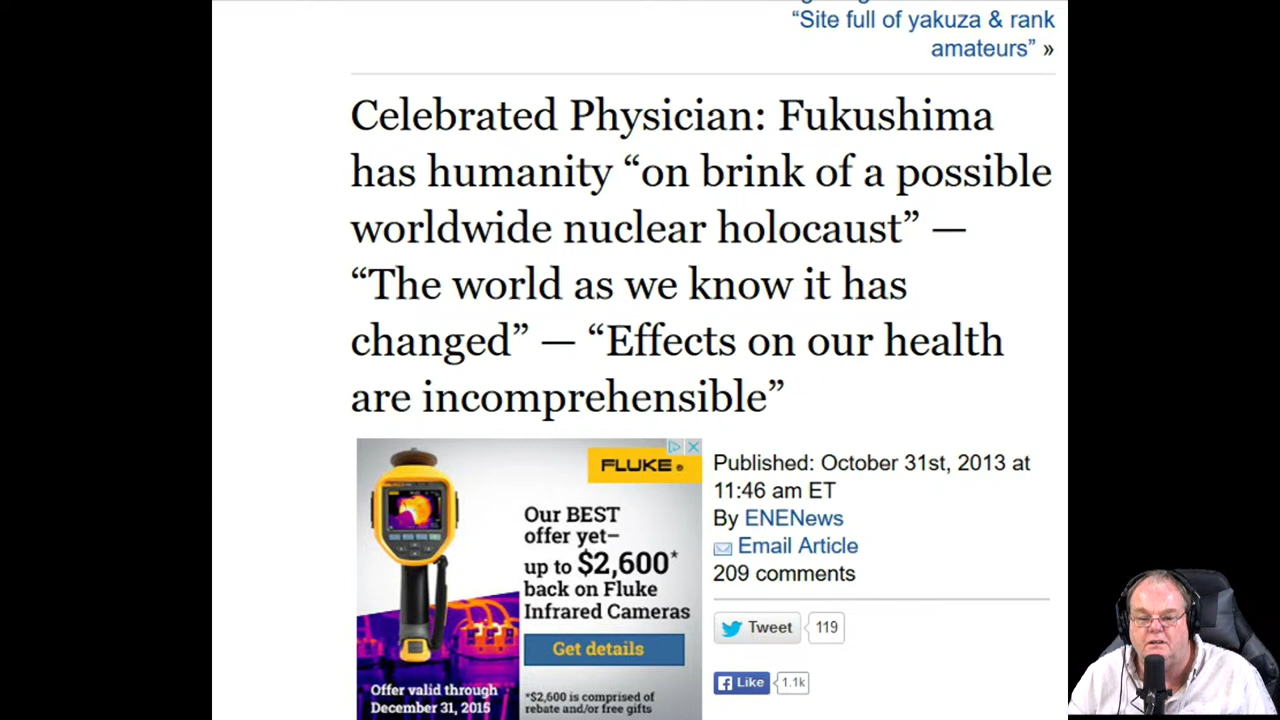 “Site full of yakuza & rank
amateurs” »
Celebrated Physician: Fukushima
has humanity “on brink of a possible
worldwide nuclear holocaust” —
“The world as we know it has
changed” — “Effects on our health
are incomprehensible”
FLUKE®
Our BEST
offer yet–
up to $2,600*
back on Fluke
Infrared Cameras
Get details
Offer valid through
December 31, 2015
*$2,600 is comprised of
rebate and/or free gifts
Published: October 31st, 2013 at
11:46 am ET
By ENENews
Email Article
209 comments
Tweet 119
Like 1.1k